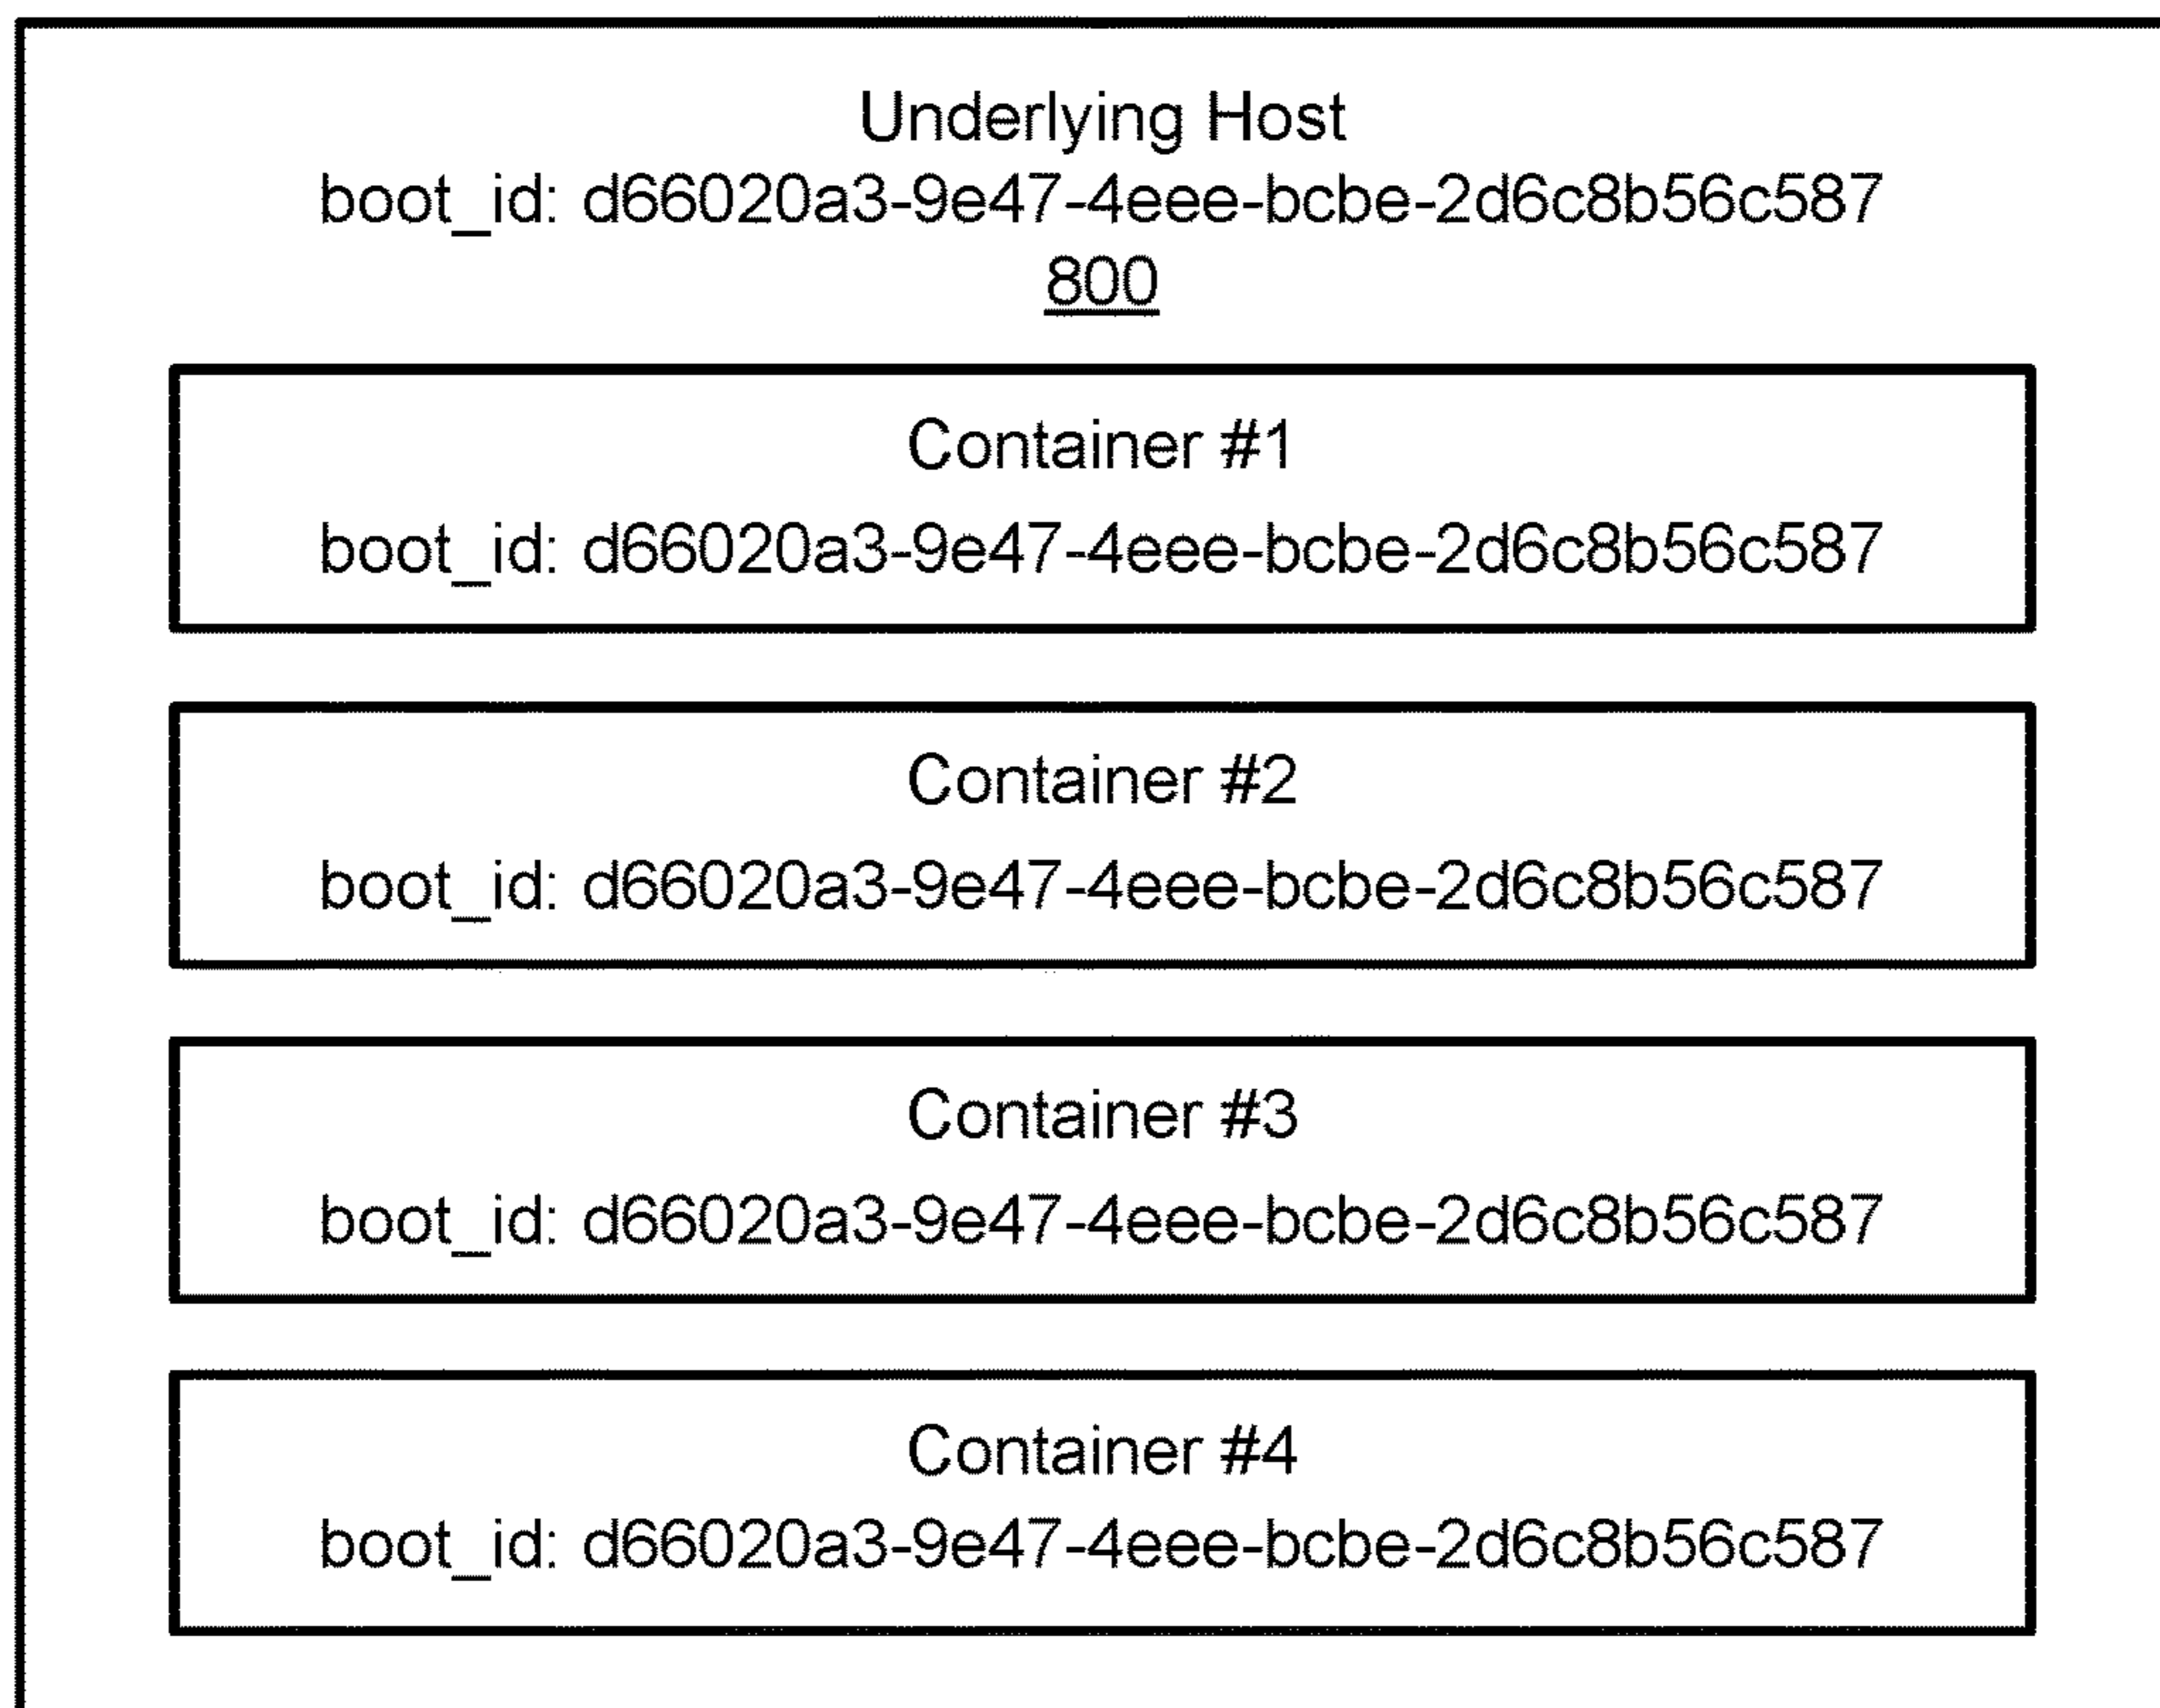 Underlying Host
boot_id: d66020a3-9e47-4eee-bcbe-2d6c8b56c587
800
Container #1
boot_id: d66020a3-9e47-4eee-bcbe-2d6c8b56c587
Container #2
boot_id: d66020a3-9e47-4eee-bcbe-2d6c8b56c587
Container #3
boot_id: d66020a3-9e47-4eee-bcbe-2d6c8b56c587
Container #4
boot_id: d66020a3-9e47-4eee-bcbe-2d6c8b56c587